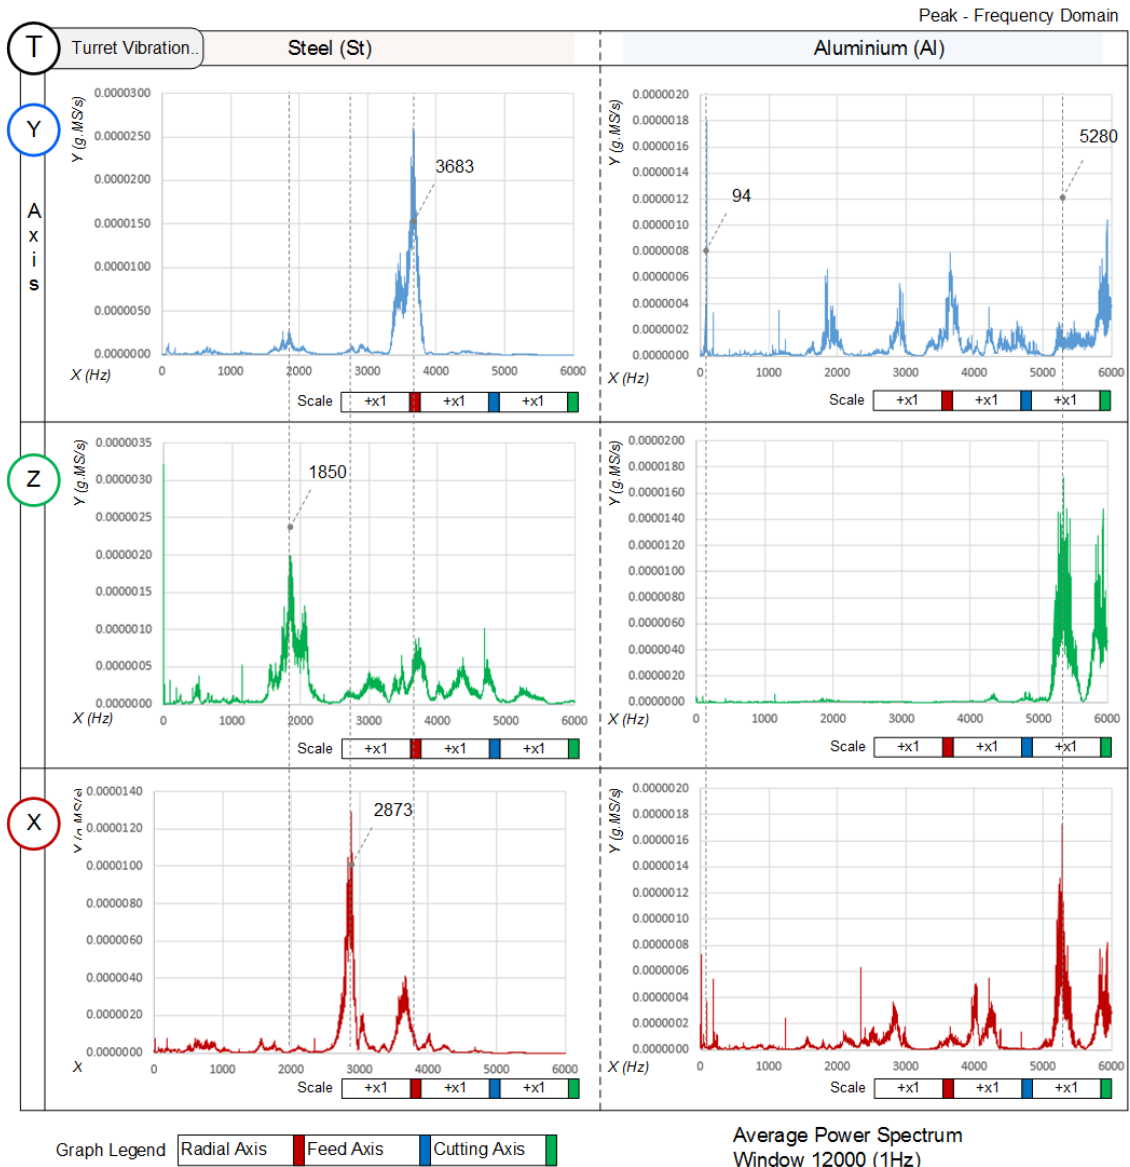 Peak - Frequency Domain
T Turret Vibration.. Steel (St) Aluminium (Al)
Y
Axis
Y (g.MS/s)
0.0000300
0.0000250
0.0000200
0.0000150
0.0000100
0.0000050
0.0000000
3683
X (Hz) 0 1000 2000 3000 4000 5000 6000
Scale +x1 +x1 +x1
Y (g.MS/s)
0.0000020
0.0000018
0.0000016
0.0000014
0.0000012
0.0000010
0.0000008
0.0000006
0.0000004
0.0000002
0.0000000
94
5280
X (Hz) 0 1000 2000 3000 4000 5000 6000
Scale +x1 +x1 +x1
Z
Y (g.MS/s)
0.0000035
0.0000030
0.0000025
0.0000020
0.0000015
0.0000010
0.0000005
0.0000000
1850
X (Hz) 0 1000 2000 3000 4000 5000 6000
Scale +x1 +x1 +x1
Y (g.MS/s)
0.0000200
0.0000180
0.0000160
0.0000140
0.0000120
0.0000100
0.0000080
0.0000060
0.0000040
0.0000020
0.0000000
X (Hz) 0 1000 2000 3000 4000 5000 6000
Scale +x1 +x1 +x1
X
Y (g.MS/s)
0.0000140
0.0000120
0.0000100
0.0000080
0.0000060
0.0000040
0.0000020
0.0000000
2873
X 0 1000 2000 3000 4000 5000 6000
Scale +x1 +x1 +x1
Y (g.MS/s)
0.0000020
0.0000018
0.0000016
0.0000014
0.0000012
0.0000010
0.0000008
0.0000006
0.0000004
0.0000002
0.0000000
X (Hz) 0 1000 2000 3000 4000 5000 6000
Scale +x1 +x1 +x1
Graph Legend Radial Axis Feed Axis Cutting Axis
Average Power Spectrum
Window 12000 (1Hz)